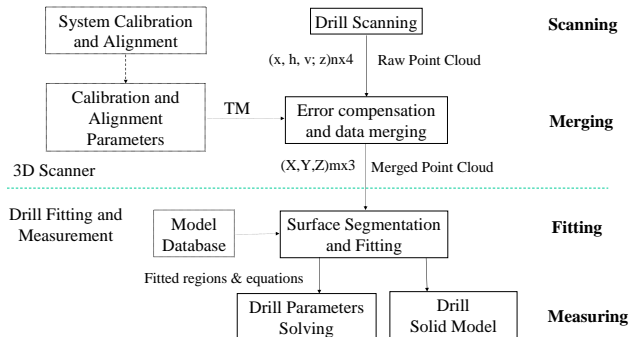 System Calibration
and Alignment
Drill Scanning
Scanning
(x, h, v; z)nx4
Raw Point Cloud
Calibration and
Alignment
Parameters
TM
Error compensation
and data merging
Merging
3D Scanner
(X,Y,Z)mx3
Merged Point Cloud
Drill Fitting and
Measurement
Model
Database
Surface Segmentation
and Fitting
Fitting
Fitted regions & equations
Drill Parameters
Solving
Drill
Solid Model
Measuring